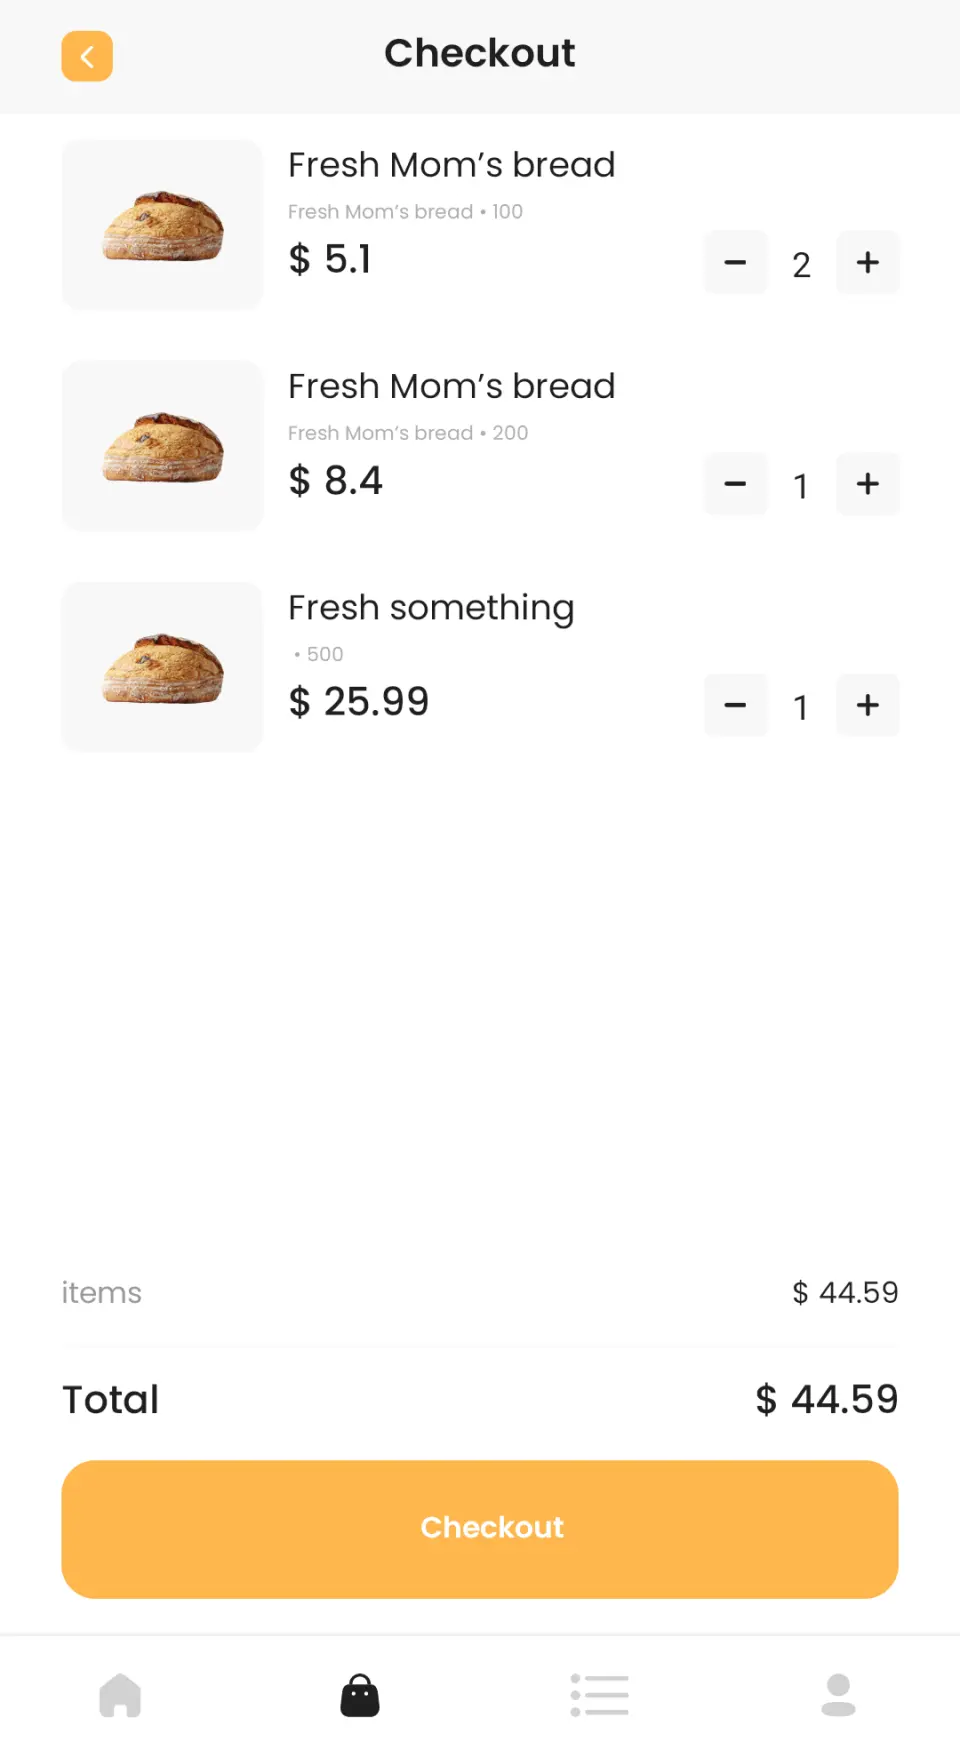 Checkout
Fresh Mom’s bread
Fresh Mom’s bread • 100
$ 5.1
2
Fresh Mom’s bread
Fresh Mom’s bread • 200
$ 8.4
1
Fresh something
• 500
$ 25.99
1
items $ 44.59
Total $ 44.59
Checkout